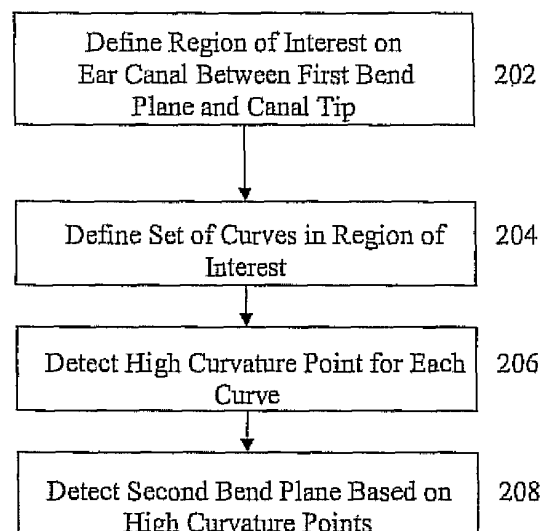 Define Region of Interest on
Ear Canal Between First Bend
Plane and Canal Tip
202
Define Set of Curves in Region of
Interest
204
Detect High Curvature Point for Each
Curve
206
Detect Second Bend Plane Based on
High Curvature Points
208